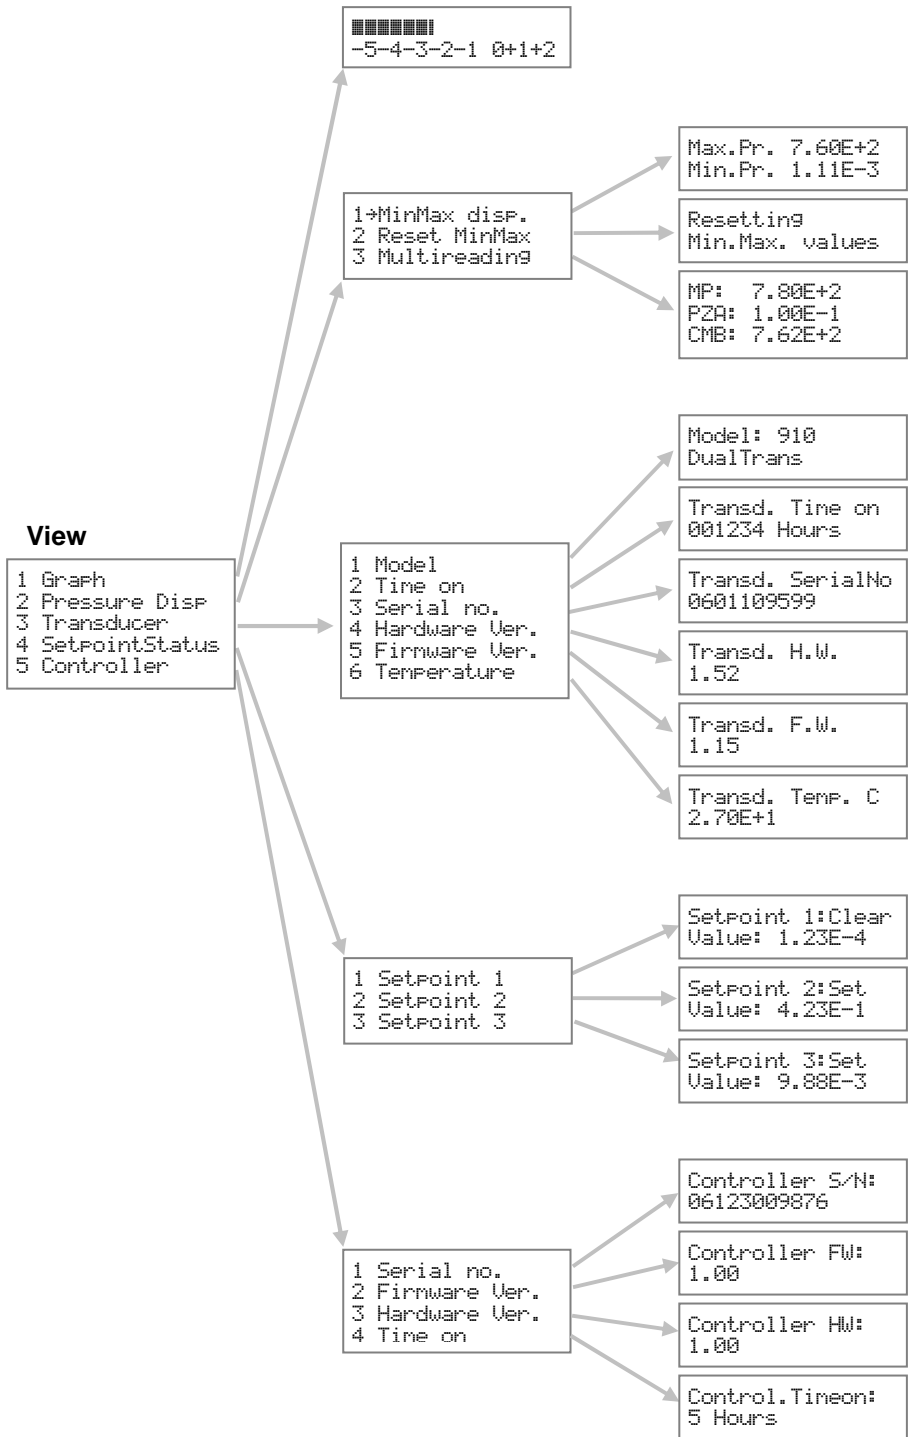 -5-4-3-2-1 0+1+2
Max.Pr. 7.60E+2
Min.Pr. 1.11E-3
1→MinMax disp.
2 Reset MinMax
3 Multireading
Resetting
Min.Max. values
MP: 7.80E+2
PZA: 1.00E-1
CMB: 7.62E+2
View
1 Graph
2 Pressure Disp
3 Transducer
4 SetpointStatus
5 Controller
1 Model
2 Time on
3 Serial no.
4 Hardware Ver.
5 Firmware Ver.
6 Temperature
Model: 910
DualTrans
Transd. Time on
001234 Hours
Transd. SerialNo
0601109599
Transd. H.W.
1.52
Transd. F.W.
1.15
Transd. Temp. C
2.70E+1
1 Setpoint 1
2 Setpoint 2
3 Setpoint 3
Setpoint 1:Clear
Value: 1.23E-4
Setpoint 2:Set
Value: 4.23E-1
Setpoint 3:Set
Value: 9.88E-3
1 Serial no.
2 Firmware Ver.
3 Hardware Ver.
4 Time on
Controller S/N:
06123009876
Controller FW:
1.00
Controller HW:
1.00
Control.Timeon:
5 Hours